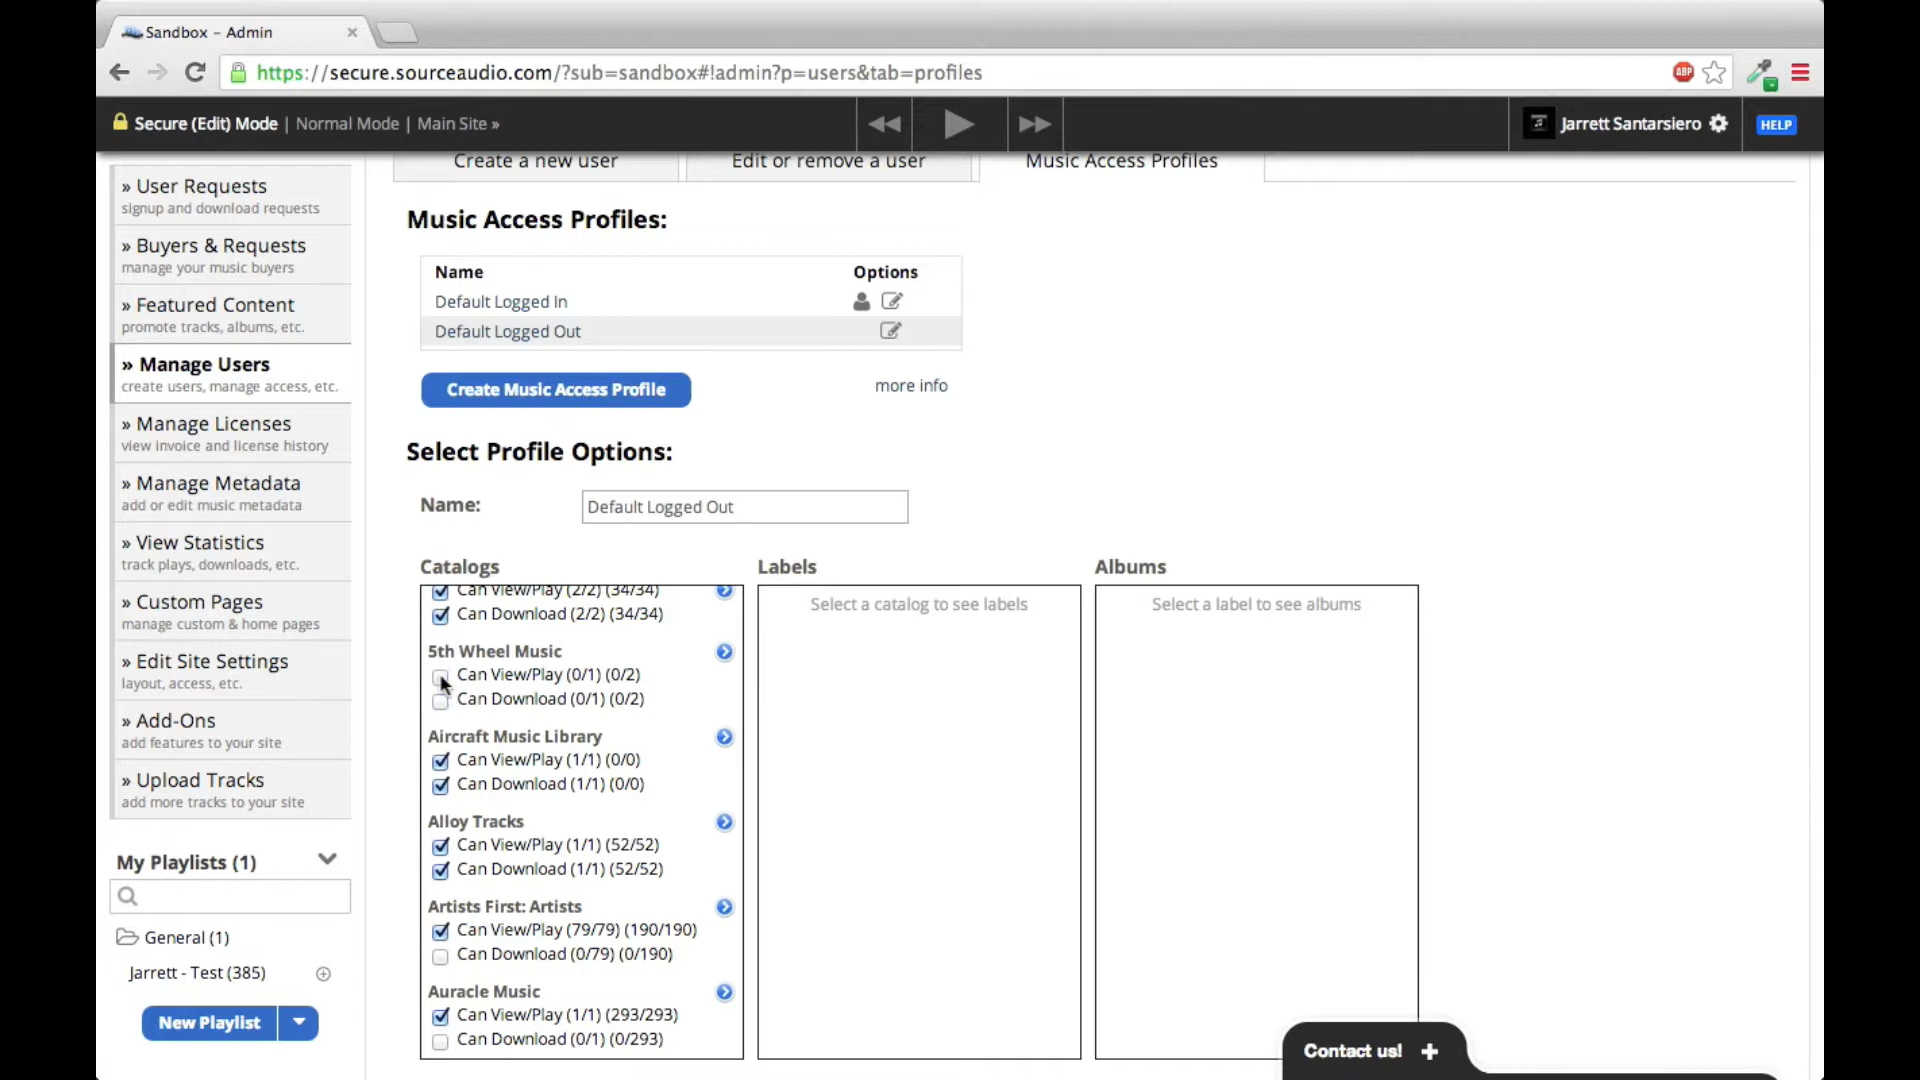 Sandbox – Admin
https://secure.sourceaudio.com/?sub=sandbox#!admin?p=users&tab=profiles
ABP
Secure (Edit) Mode | Normal Mode | Main Site »
Jarrett Santarsiero
HELP
» User Requests
signup and download requests
» Buyers & Requests
manage your music buyers
» Featured Content
promote tracks, albums, etc.
» Manage Users
create users, manage access, etc.
» Manage Licenses
view invoice and license history
» Manage Metadata
add or edit music metadata
» View Statistics
track plays, downloads, etc.
» Custom Pages
manage custom & home pages
» Edit Site Settings
layout, access, etc.
» Add-Ons
add features to your site
» Upload Tracks
add more tracks to your site
My Playlists (1)
General (1)
Jarrett - Test (385)
New Playlist
Create a new user
Edit or remove a user
Music Access Profiles
Music Access Profiles:
Name Options
Default Logged In
Default Logged Out
Create Music Access Profile
more info
Select Profile Options:
Name: Default Logged Out
Catalogs
Can View/Play (2/2) (34/34)
Can Download (2/2) (34/34)
5th Wheel Music
Can View/Play (0/1) (0/2)
Can Download (0/1) (0/2)
Aircraft Music Library
Can View/Play (1/1) (0/0)
Can Download (1/1) (0/0)
Alloy Tracks
Can View/Play (1/1) (52/52)
Can Download (1/1) (52/52)
Artists First: Artists
Can View/Play (79/79) (190/190)
Can Download (0/79) (0/190)
Auracle Music
Can View/Play (1/1) (293/293)
Can Download (0/1) (0/293)
Labels
Select a catalog to see labels
Albums
Select a label to see albums
Contact us! +